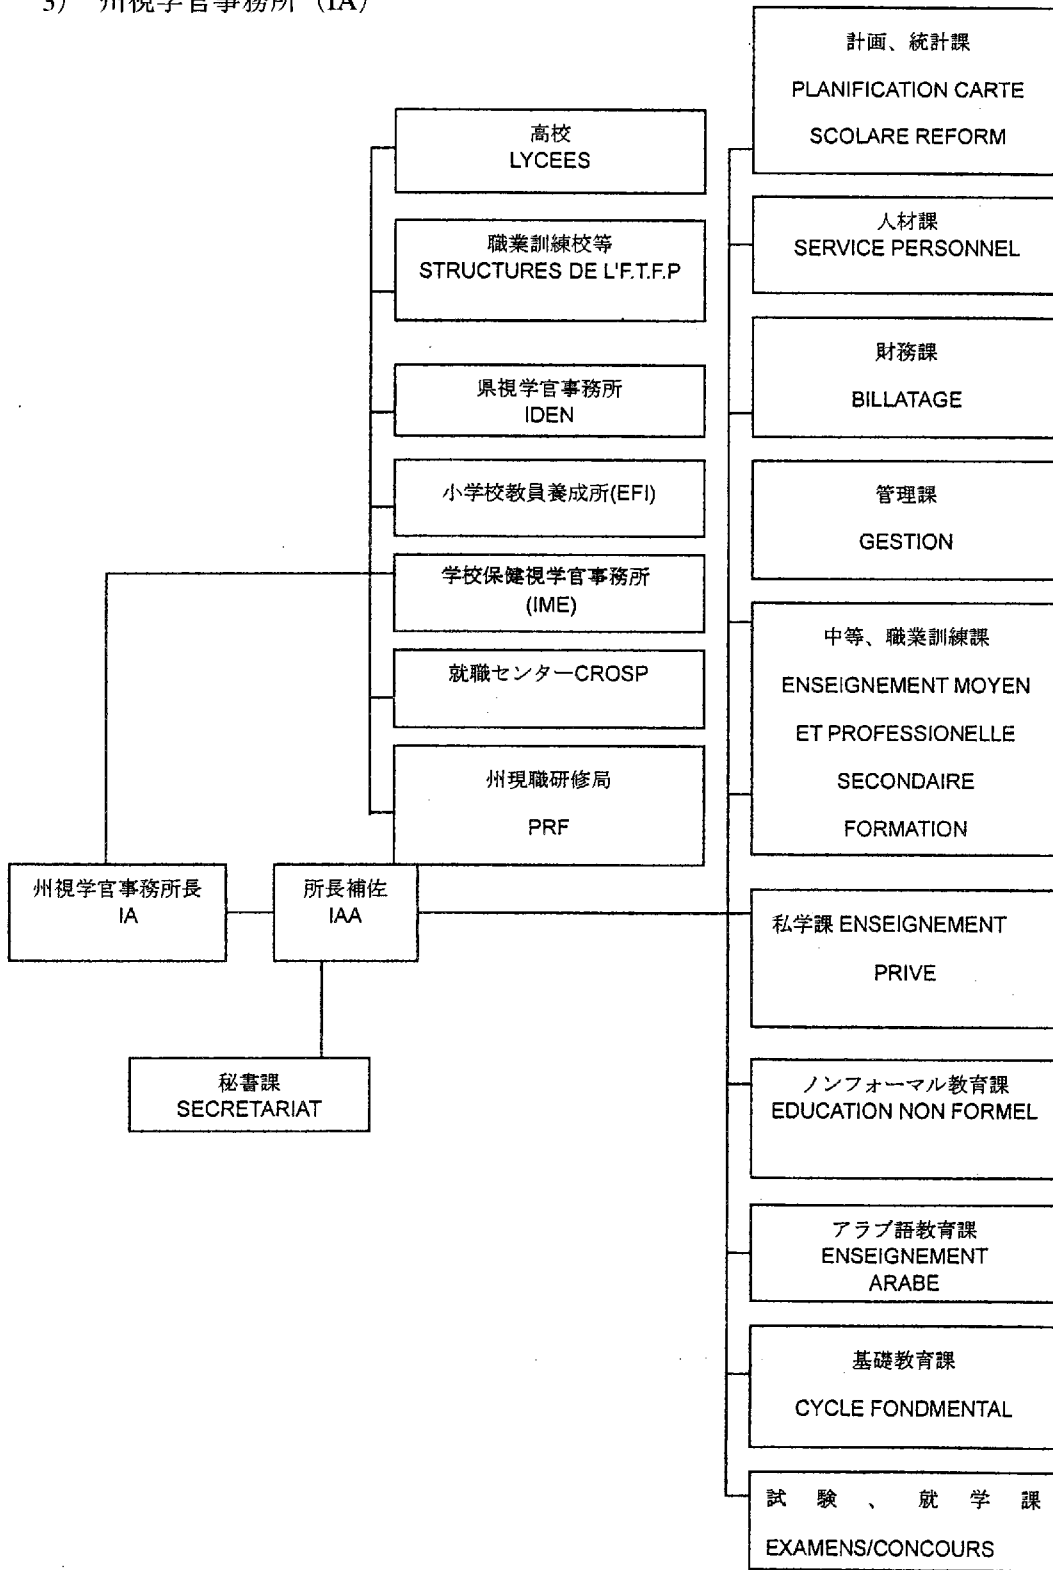 3) 州視学官事務所 (IA)
高校
LYCEES
職業訓練校等
STRUCTURES DE L'F.T.F.P
県視学官事務所
IDEN
小学校教員養成所(EFI)
学校保健視学官事務所
(IME)
就職センターCROSP
州現職研修局
PRF
州視学官事務所長
IA
所長補佐
IAA
秘書課
SECRETARIAT
計画、統計課
PLANIFICATION CARTE
SCOLARE REFORM
人材課
SERVICE PERSONNEL
財務課
BILLATAGE
管理課
GESTION
中等、職業訓練課
ENSEIGNEMENT MOYEN
ET PROFESSIONELLE
SECONDAIRE
FORMATION
私学課 ENSEIGNEMENT
PRIVE
ノンフォーマル教育課
EDUCATION NON FORMEL
アラブ語教育課
ENSEIGNEMENT
ARABE
基礎教育課
CYCLE FONDMENTAL
試験、就学課
EXAMENS/CONCOURS